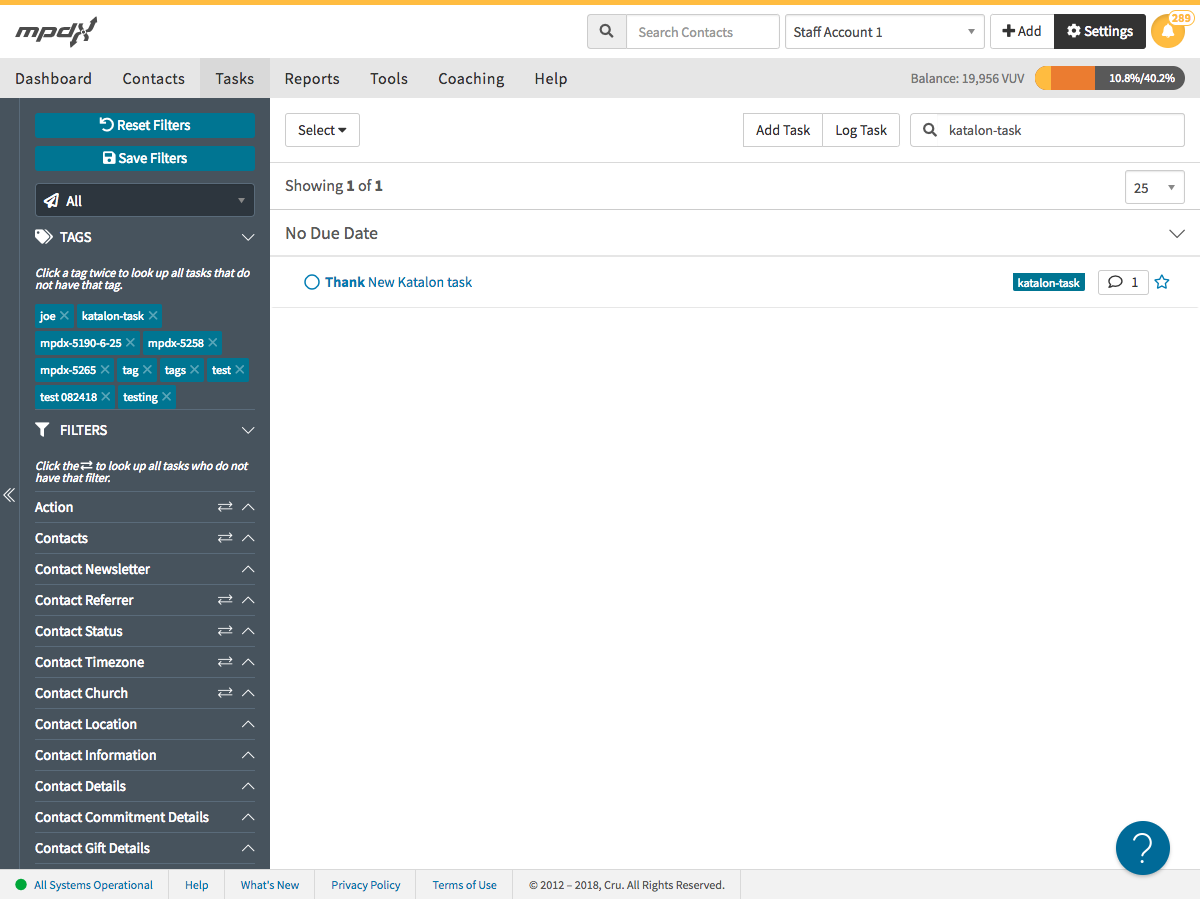 mpdx
Search Contacts
Staff Account 1
Add
Settings
289
Dashboard
Contacts
Tasks
Reports
Tools
Coaching
Help
Balance: 19,956 VUV
10.8%/40.2%
Reset Filters
Save Filters
All
TAGS
Click a tag twice to look up all tasks that do
not have that tag.
joe
katalon-task
mpdx-5190-6-25
mpdx-5258
mpdx-5265
tag
tags
test
test 082418
testing
FILTERS
Click the to look up all tasks who do not
have that filter.
Action
Contacts
Contact Newsletter
Contact Referrer
Contact Status
Contact Timezone
Contact Church
Contact Location
Contact Information
Contact Details
Contact Commitment Details
Contact Gift Details
Select
Add Task
Log Task
katalon-task
Showing 1 of 1
25
No Due Date
Thank New Katalon task
katalon-task
1
?
All Systems Operational
Help
What's New
Privacy Policy
Terms of Use
© 2012 – 2018, Cru. All Rights Reserved.